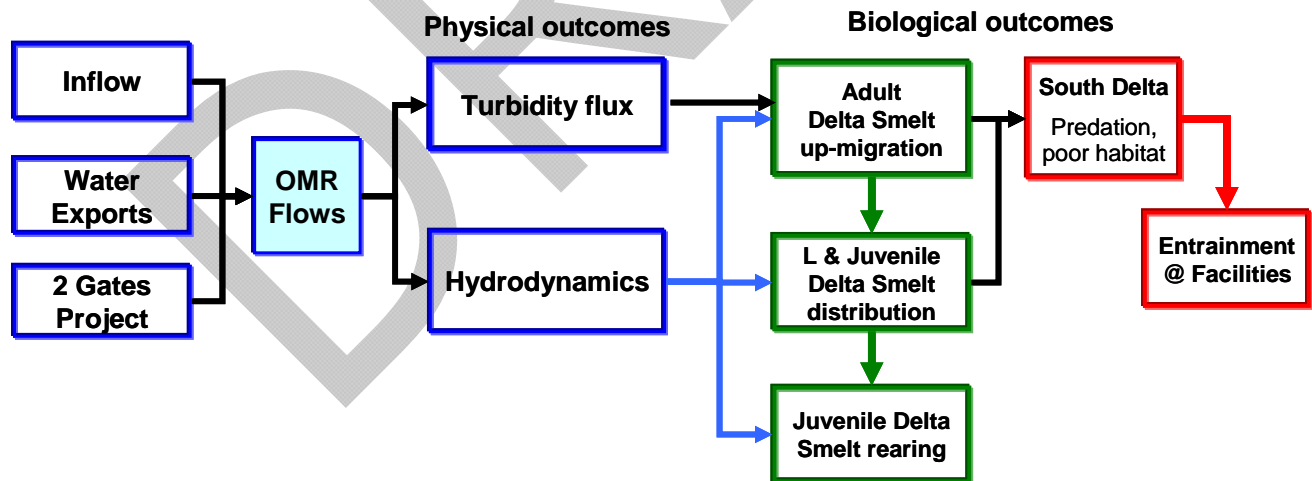 Physical outcomes
Biological outcomes
Inflow
Water
Exports
2 Gates
Project
OMR
Flows
Turbidity flux
Hydrodynamics
Adult
Delta Smelt
up-migration
L & Juvenile
Delta Smelt
distribution
Juvenile Delta
Smelt rearing
South Delta
Predation,
poor habitat
Entrainment
@ Facilities